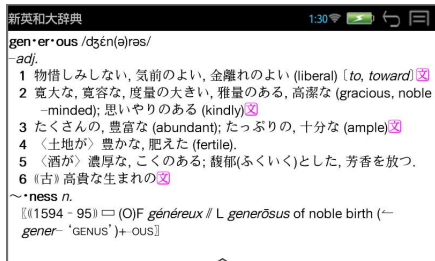 新英和大辞典 1:30
gen・er・ous /dʒén(ə)rəs/
—adj.
1 物惜しみしない, 気前のよい, 金離れのよい (liberal)〔to, toward〕文
2 寛大な, 寛容な, 度量の大きい, 雅量のある, 高潔な (gracious, noble
-minded); 思いやりのある (kindly)文
3 たくさんの, 豊富な (abundant); たっぷりの, 十分な (ample)文
4 〈土地が〉豊かな, 肥えた (fertile).
5 〈酒が〉濃厚な, こくのある; 馥郁(ふくいく)とした, 芳香を放つ.
6 《古》高貴な生まれの文
～・ness n.
〖《1594‐95》▭ (O)F généreux ∥ L generōsus of noble birth (←
gener– ‘GENUS’)+-OUS〗